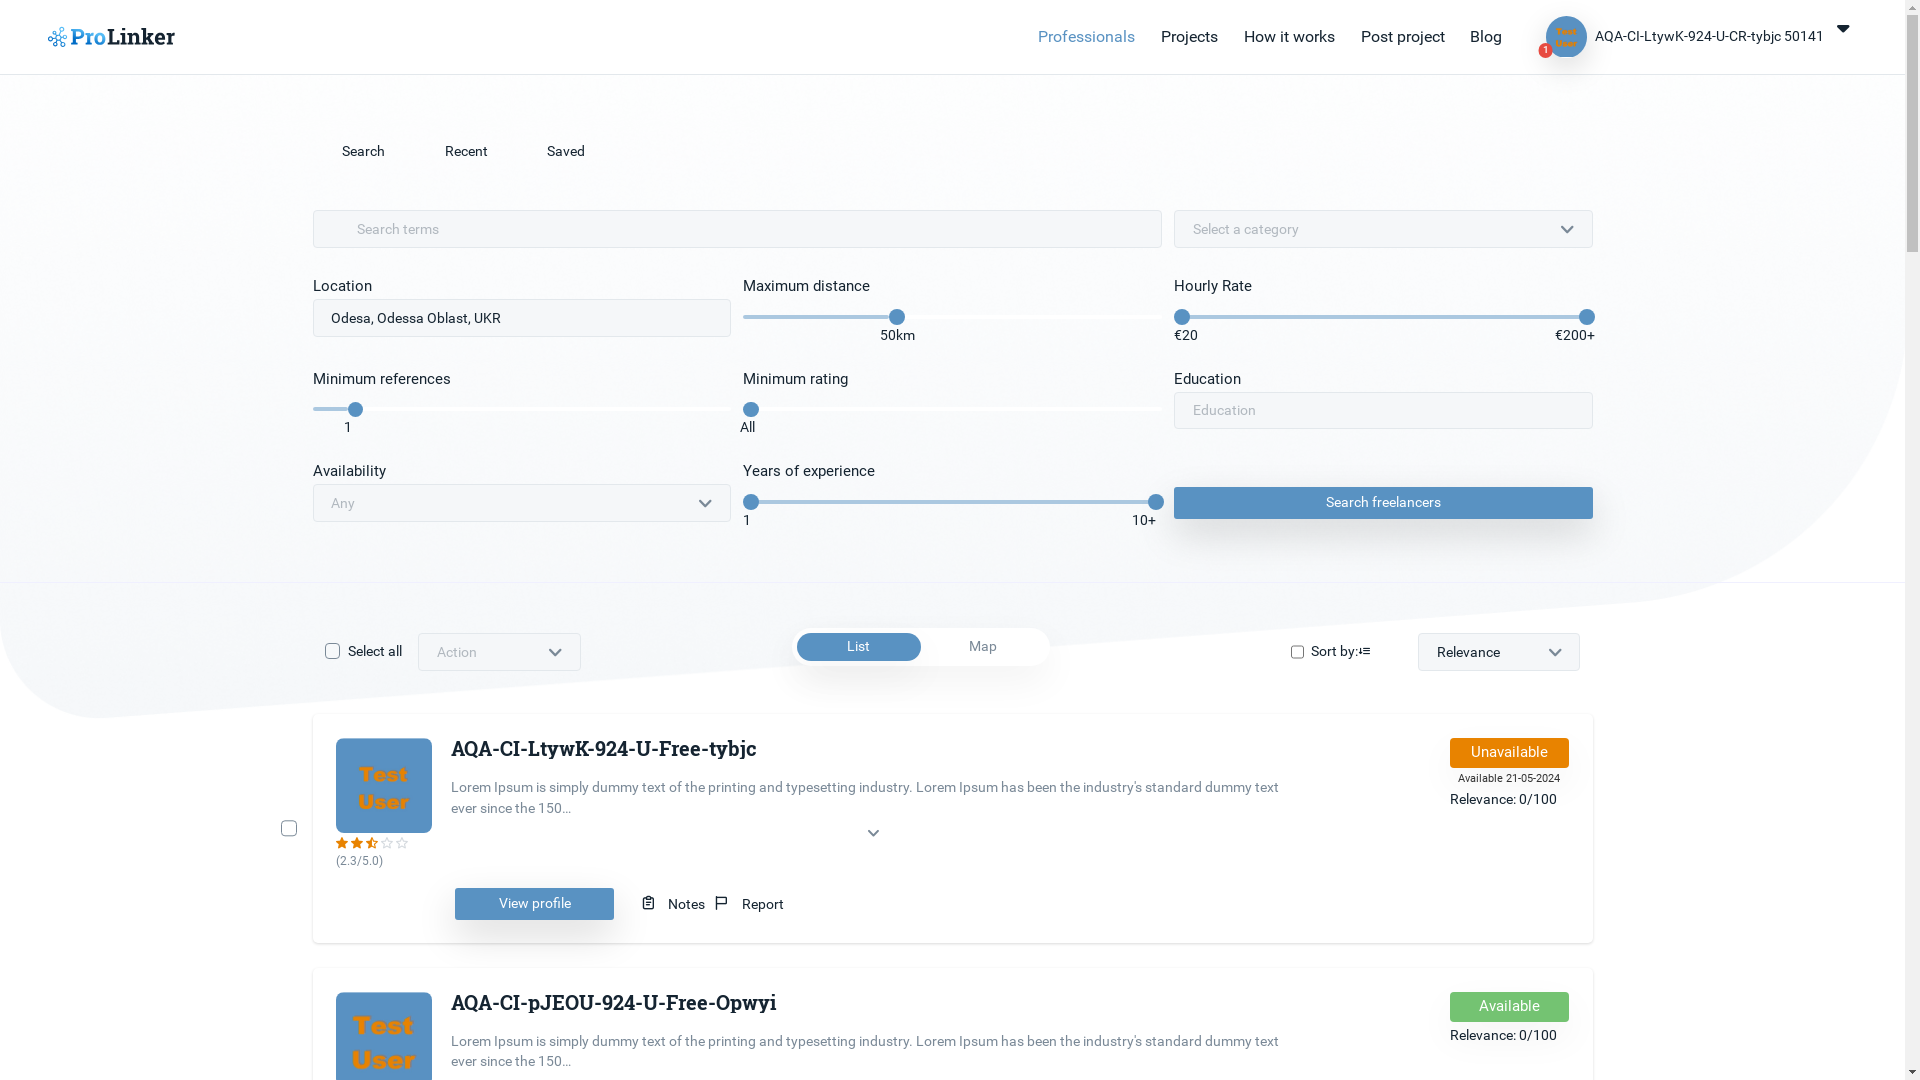 ProLinker
Professionals Projects How it works Post project Blog
Test User
1
AQA-CI-LtywK-924-U-CR-tybjc 50141
Search Recent Saved
Search terms
Select a category
Location
Maximum distance
Hourly Rate
Odesa, Odessa Oblast, UKR
50km
€20 €200+
Minimum references
Minimum rating
Education
Education
1
All
Availability
Years of experience
Any
Search freelancers
1 10+
Select all Action
List Map
Sort by: Relevance
Test
User
AQA-CI-LtywK-924-U-Free-tybjc
Unavailable
Available 21-05-2024
Lorem Ipsum is simply dummy text of the printing and typesetting industry. Lorem Ipsum has been the industry's standard dummy text
ever since the 150...
Relevance: 0/100
(2.3/5.0)
View profile Notes Report
Test
User
AQA-CI-pJEOU-924-U-Free-Opwyi
Available
Relevance: 0/100
Lorem Ipsum is simply dummy text of the printing and typesetting industry. Lorem Ipsum has been the industry's standard dummy text
ever since the 150...